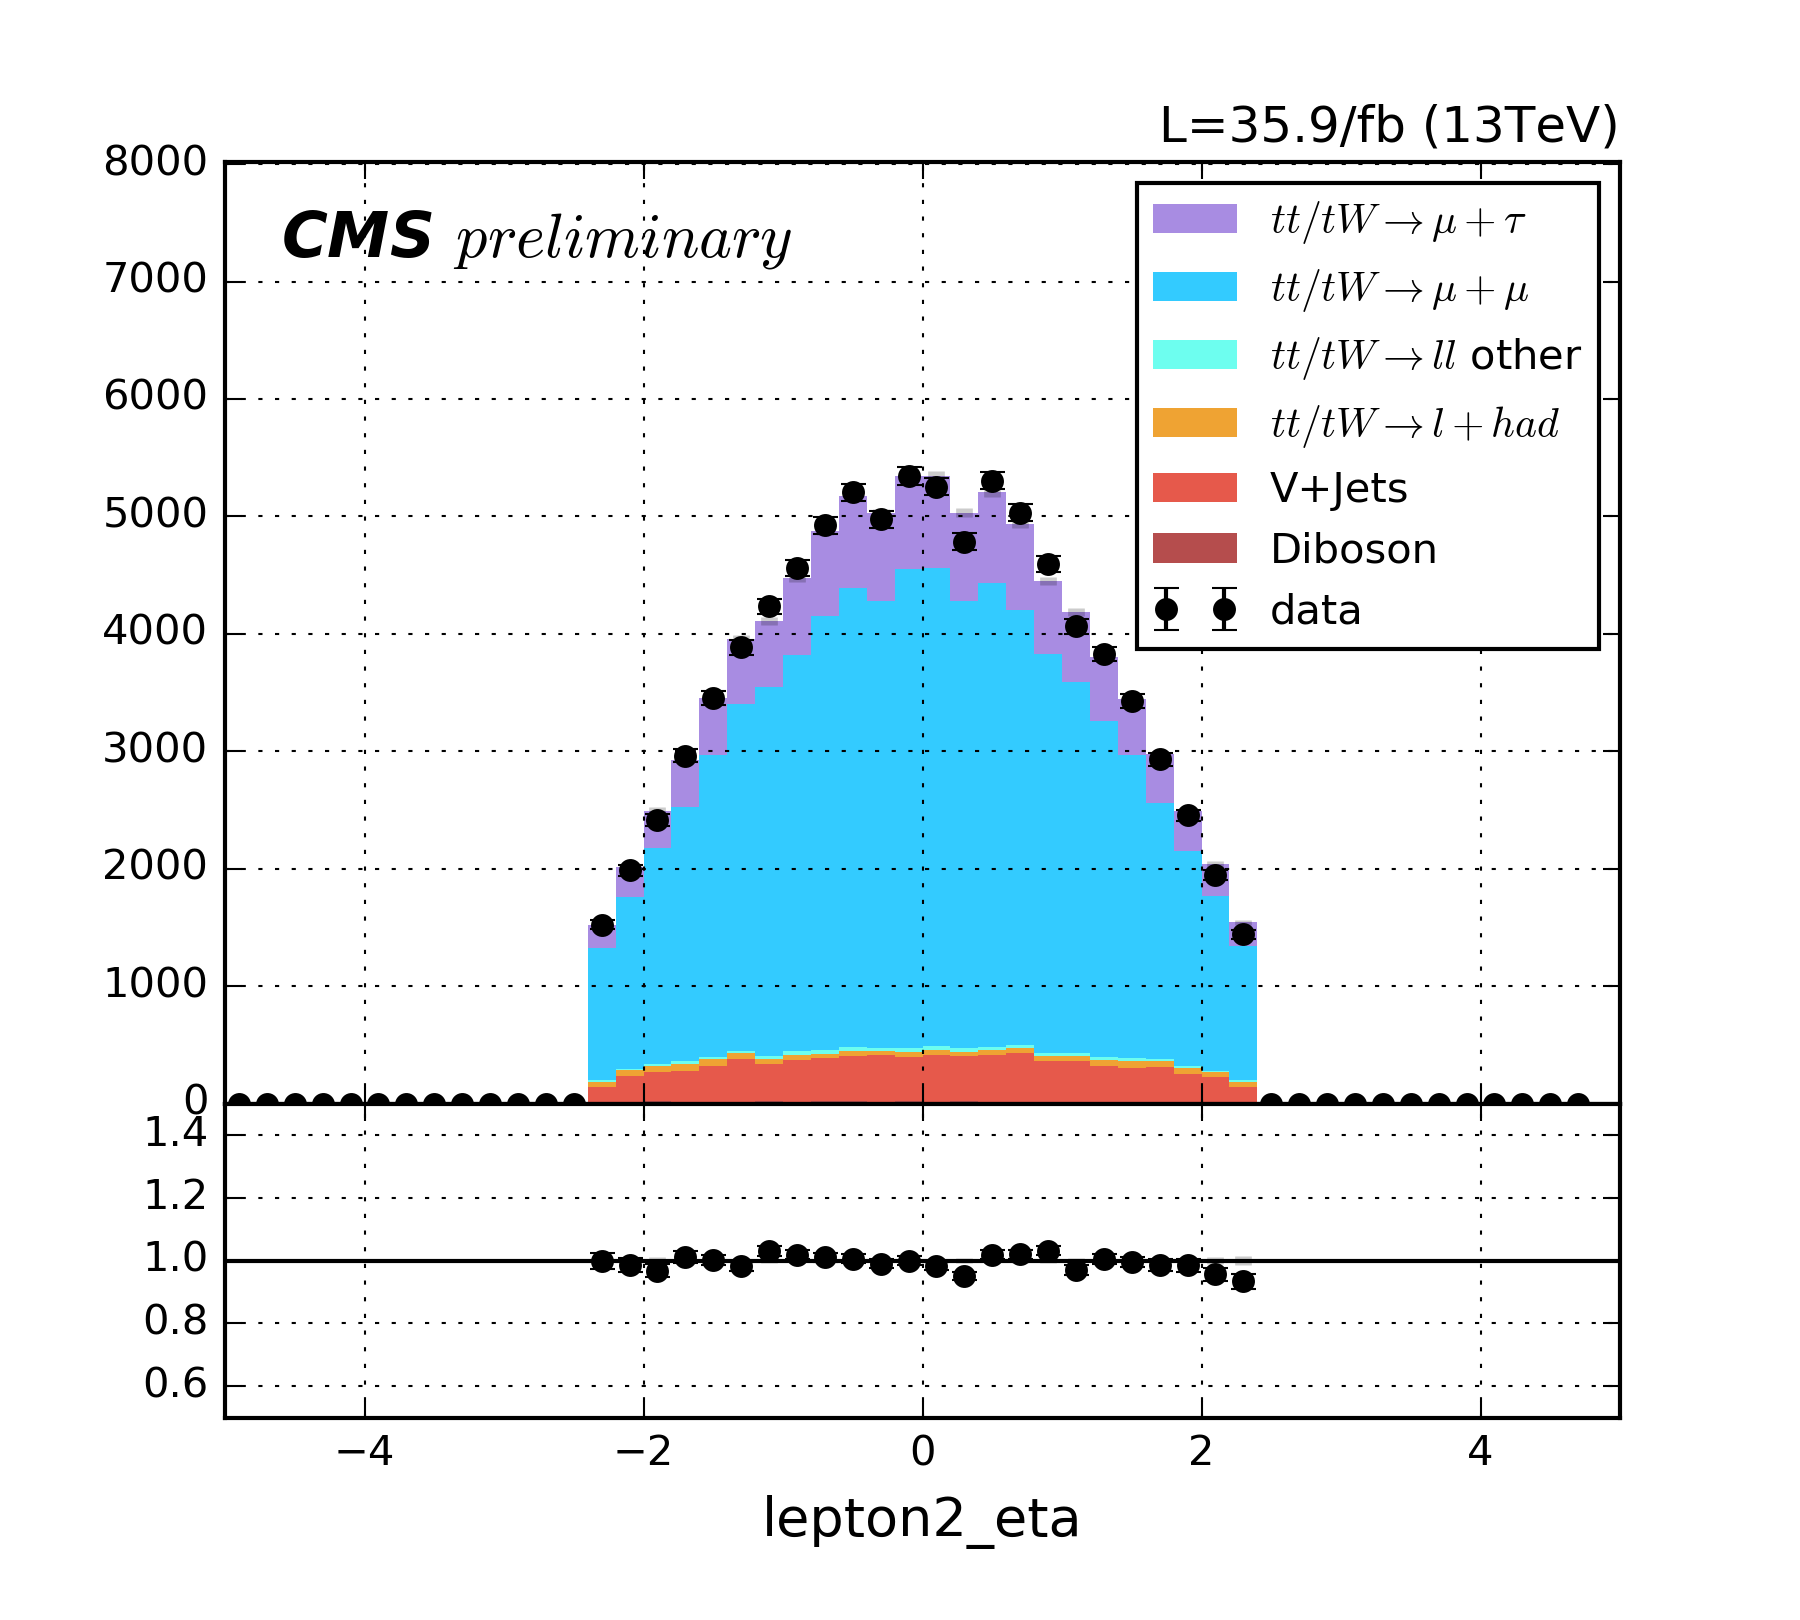 L=35.9/fb (13TeV)
CMS preliminary
8000
7000
6000
5000
4000
3000
2000
1000
0
tt/tW→μ+τ
tt/tW→μ+μ
tt/tW→ll other
tt/tW→l+had
V+Jets
Diboson
data
1.4
1.2
1.0
0.8
0.6
−4 −2 0 2 4
lepton2_eta